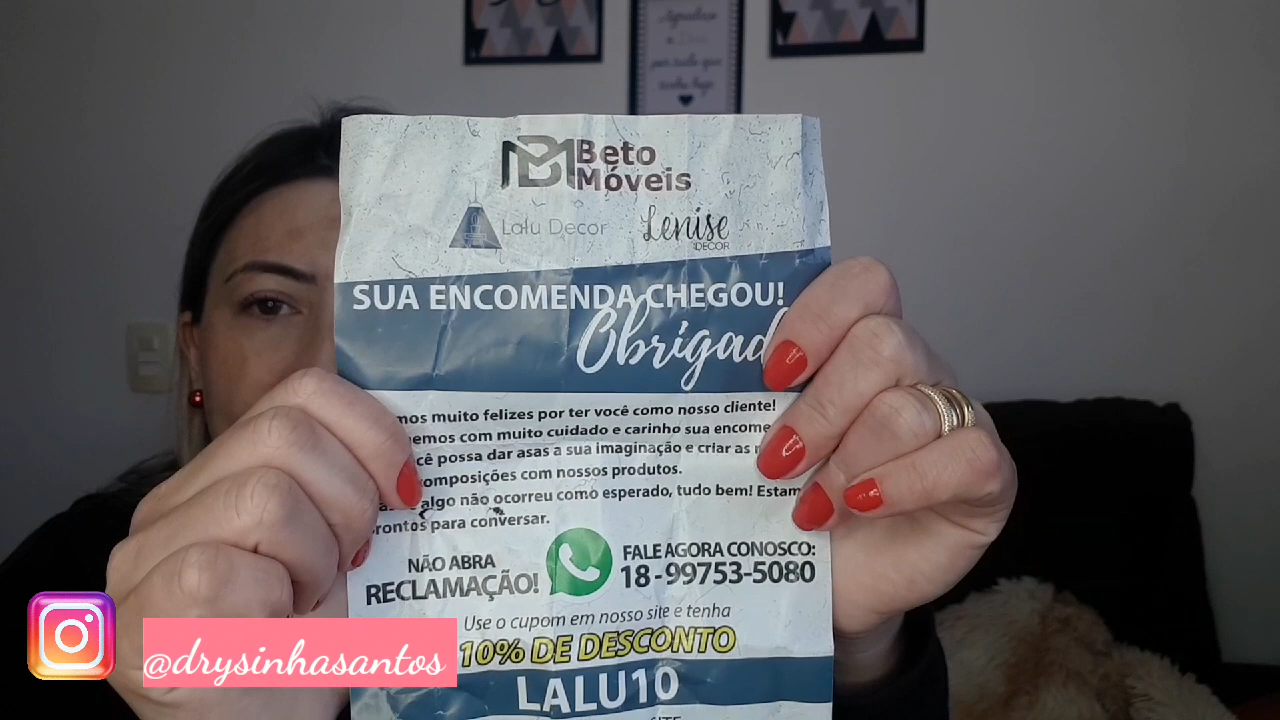 Beto
Móveis
Lalu Decor
Lenise
DECOR
SUA ENCOMENDA CHEGOU!
Obrigad
mos muito felizes por ter você como nosso cliente!
emos com muito cuidado e carinho sua encome
cê possa dar asas a sua imaginação e criar as
omposições com nossos produtos.
algo não ocorreu como esperado, tudo bem! Estam
rontos para conversar.
NÃO ABRA
RECLAMAÇÃO!
FALE AGORA CONOSCO:
18-99753-5080
Use o cupom em nosso site e tenha
10% DE DESCONTO
LALU10
@drysinhasantos